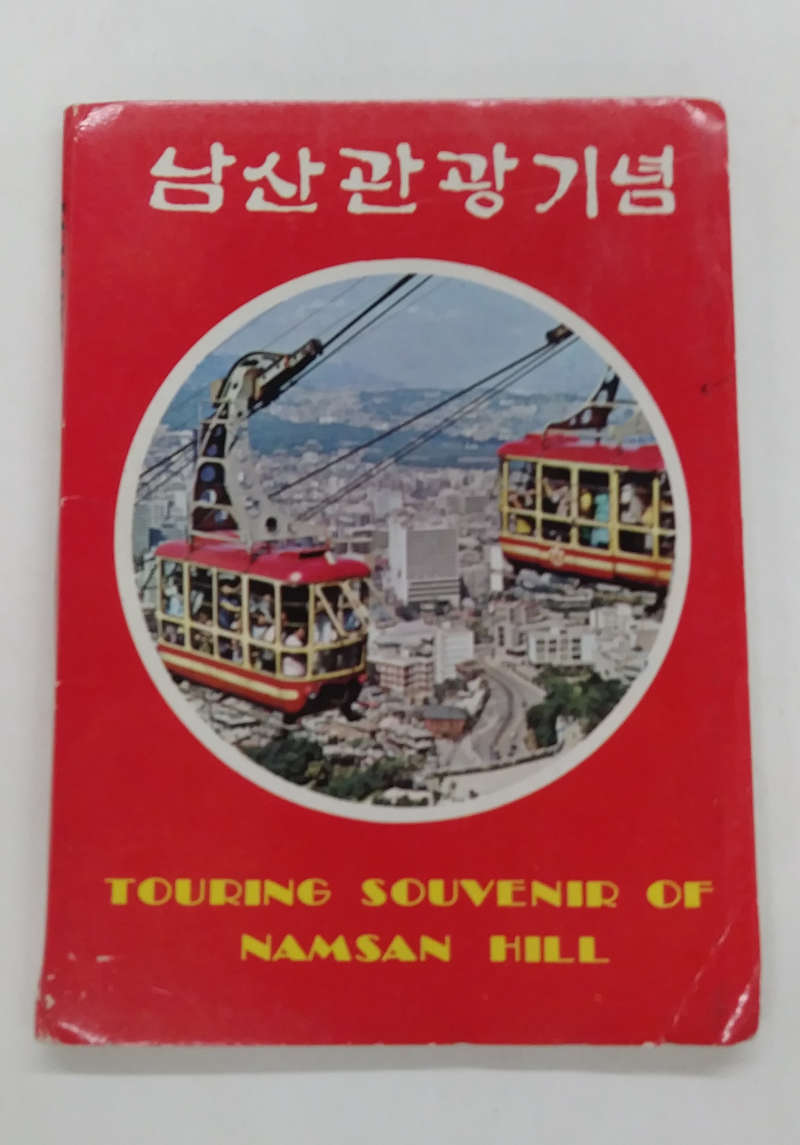 남산관광기념
TOURING SOUVENIR OF
NAMSAN HILL